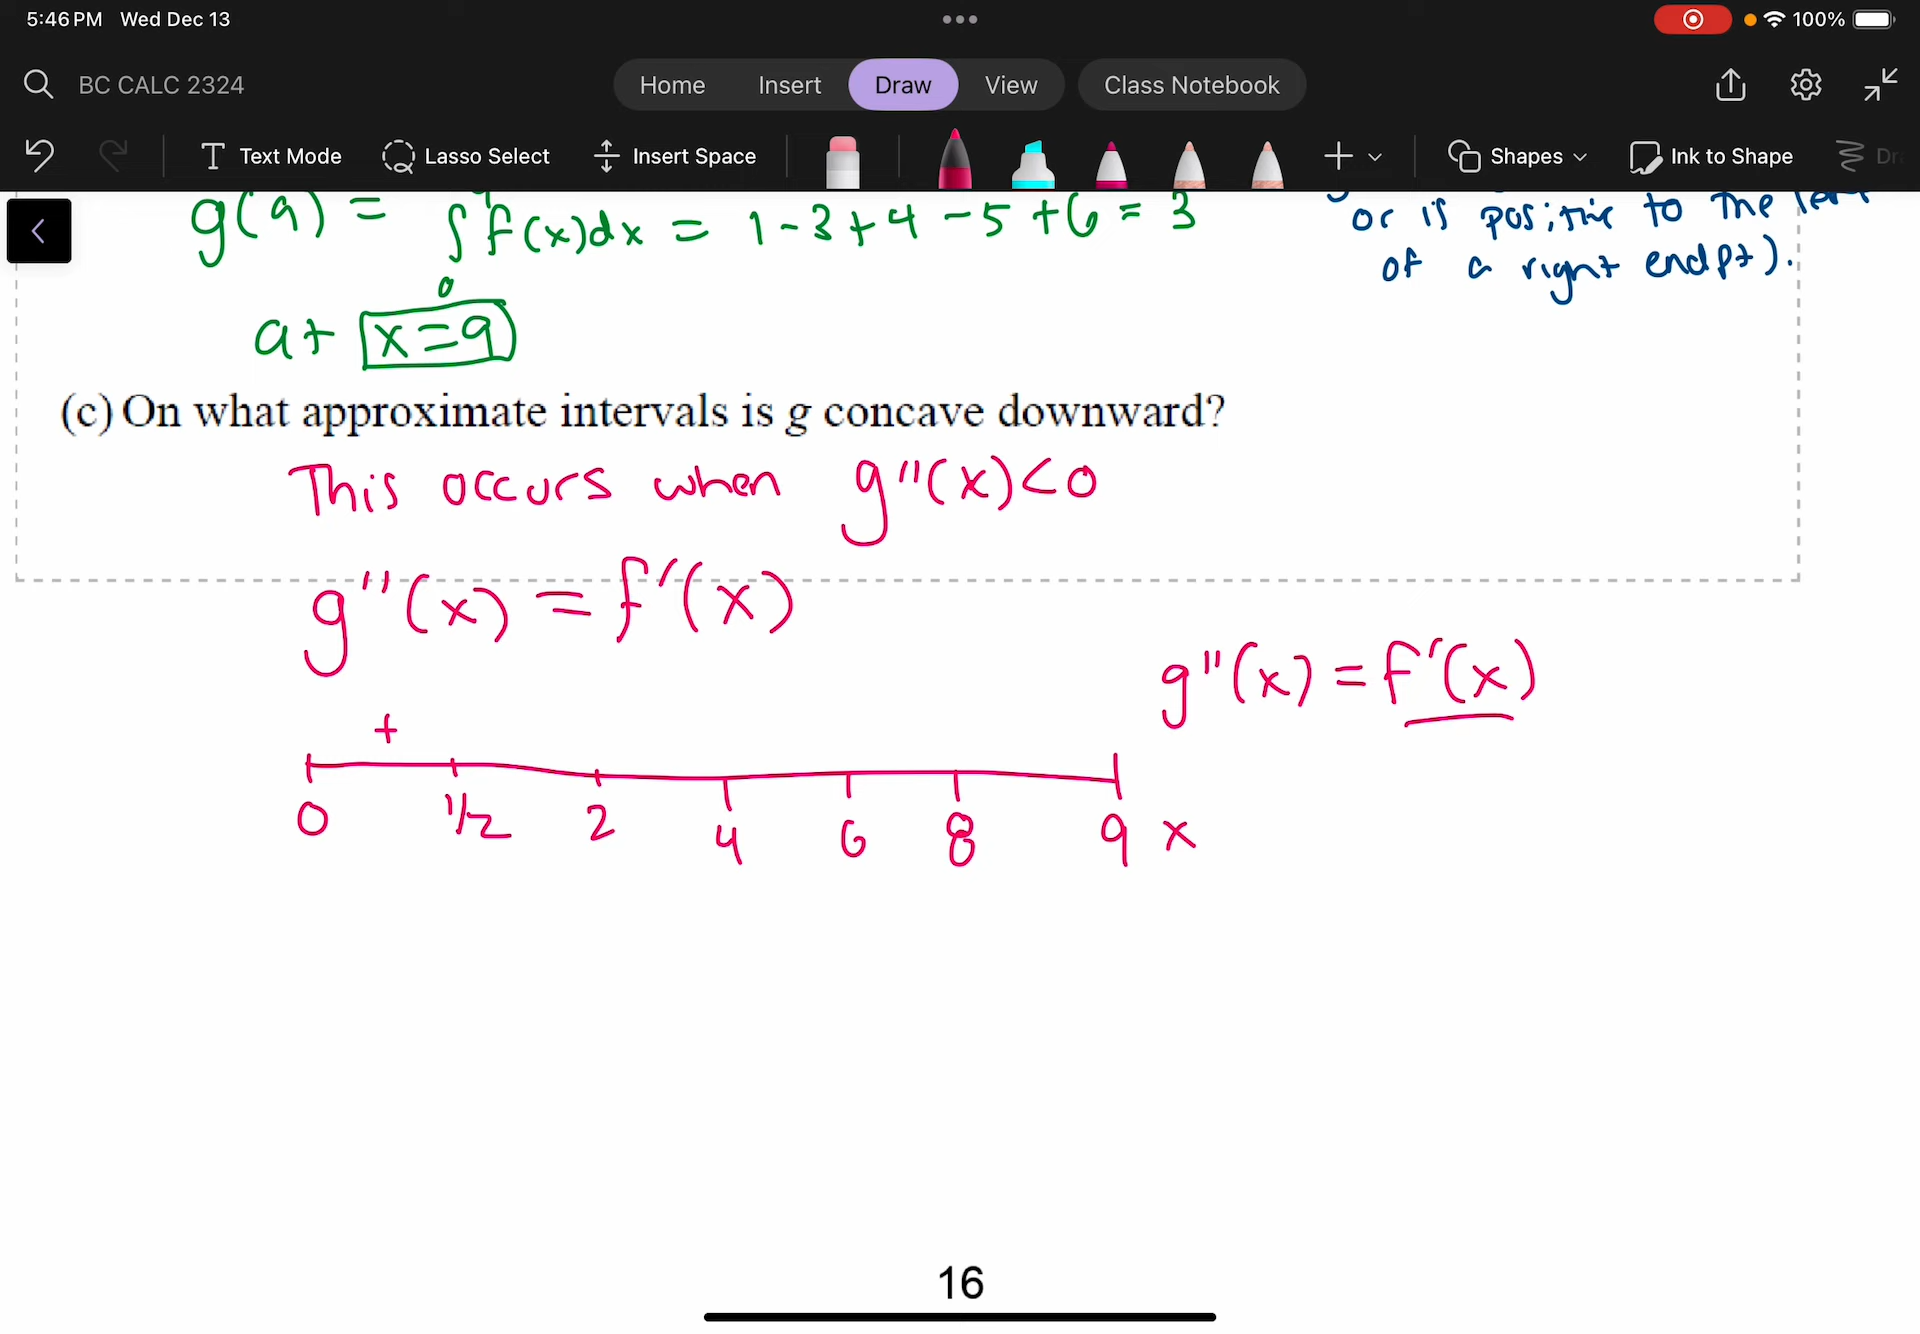 5:46 PM Wed Dec 13
100%
BC CALC 2324
Home Insert Draw View Class Notebook
Text Mode Lasso Select Insert Space Shapes Ink to Shape
g(9) = ∫₀⁹ f(x)dx = 1-3+4-5+6 = 3
or is positive to the left
of a right endpt).
at x=9
(c) On what approximate intervals is g concave downward?
This occurs when g''(x)<0
g''(x) = f'(x)
g''(x) = f'(x)
+
0 1/2 2 4 6 8 9 x
16